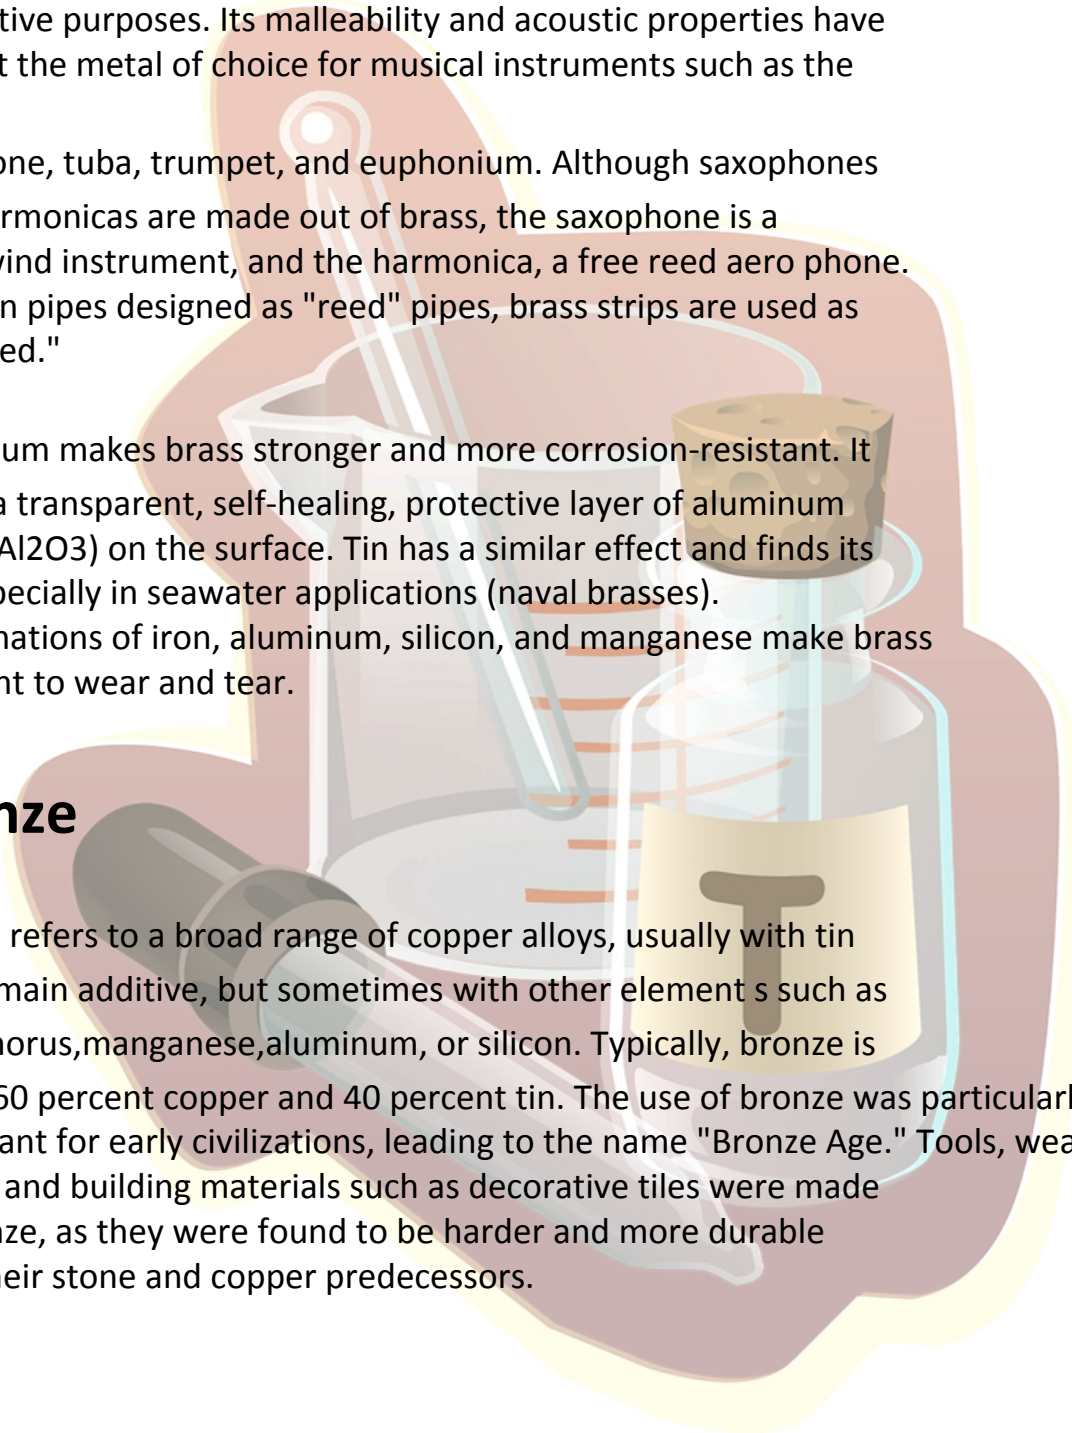 tive purposes. Its malleability and acoustic properties have
t the metal of choice for musical instruments such as the
one, tuba, trumpet, and euphonium. Although saxophones
rmonicas are made out of brass, the saxophone is a
vind instrument, and the harmonica, a free reed aero phone.
n pipes designed as "reed" pipes, brass strips are used as
ed."
um makes brass stronger and more corrosion-resistant. It
a transparent, self-healing, protective layer of aluminum
Al2O3) on the surface. Tin has a similar effect and finds its
pecially in seawater applications (naval brasses).
nations of iron, aluminum, silicon, and manganese make brass
nt to wear and tear.
nze
refers to a broad range of copper alloys, usually with tin
main additive, but sometimes with other element s such as
horus,manganese,aluminum, or silicon. Typically, bronze is
60 percent copper and 40 percent tin. The use of bronze was particularl
ant for early civilizations, leading to the name "Bronze Age." Tools, wea
and building materials such as decorative tiles were made
nze, as they were found to be harder and more durable
heir stone and copper predecessors.
T